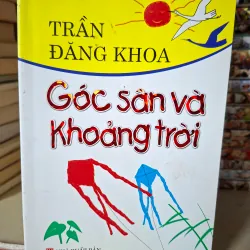 TRẦN
ĐĂNG KHOA
Góc sân và
Khoảng trời